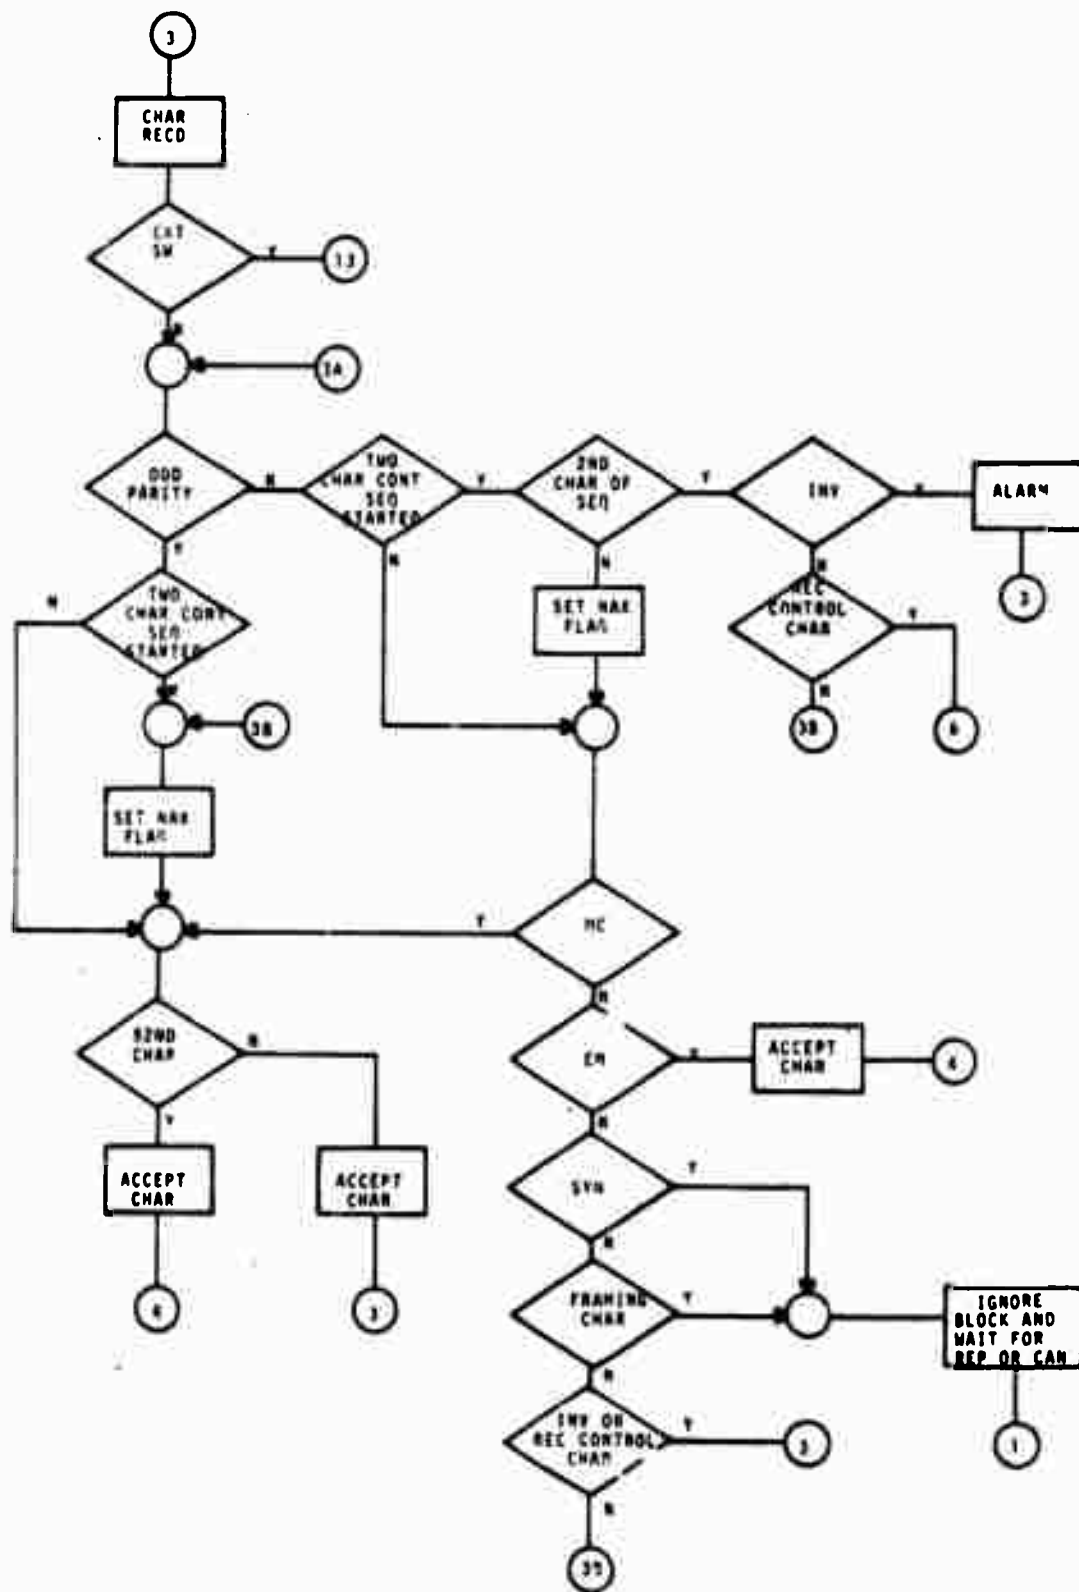 3
CHAR
RECD
SW
Y
13
N
3A
ODD
PARITY
N
TWO
CHAR CONT
SEQ
STARTED
Y
2ND
CHAR OF
SEQ
Y
INV
Y
ALARM
3
Y
N
N
N
TWO
CHAR CONT
SEQ
STARTED
N
SET NAK
FLAG
REC
CONTROL
CHAR
Y
N
3B
3B
6
SET NAK
FLAG
Y
MC
N
82ND
CHAR
N
EM
Y
ACCEPT
CHAR
4
Y
N
ACCEPT
CHAR
ACCEPT
CHAR
SYN
Y
N
4
3
FRAMING
CHAR
Y
IGNORE
BLOCK AND
WAIT FOR
REP OR CAN
N
INV OR
REC CONTROL
CHAR
Y
1
N